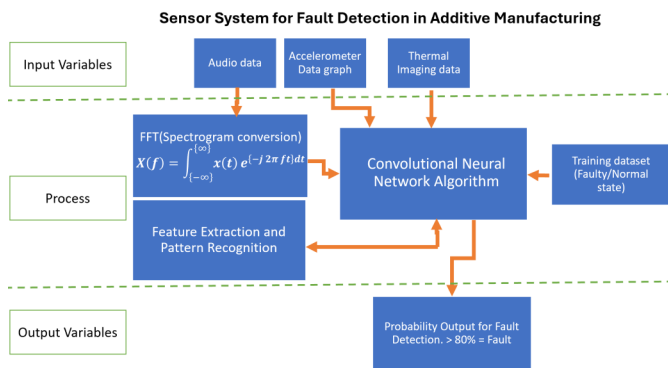 Sensor System for Fault Detection in Additive Manufacturing
Input Variables
Audio data
Accelerometer
Data graph
Thermal
Imaging data
FFT(Spectrogram conversion)
X(f) = ∫_{-∞}^{∞} x(t) e^{-j 2π ft}dt
Convolutional Neural
Network Algorithm
Training dataset
(Faulty/Normal
state)
Process
Feature Extraction and
Pattern Recognition
Output Variables
Probability Output for Fault
Detection. > 80% = Fault